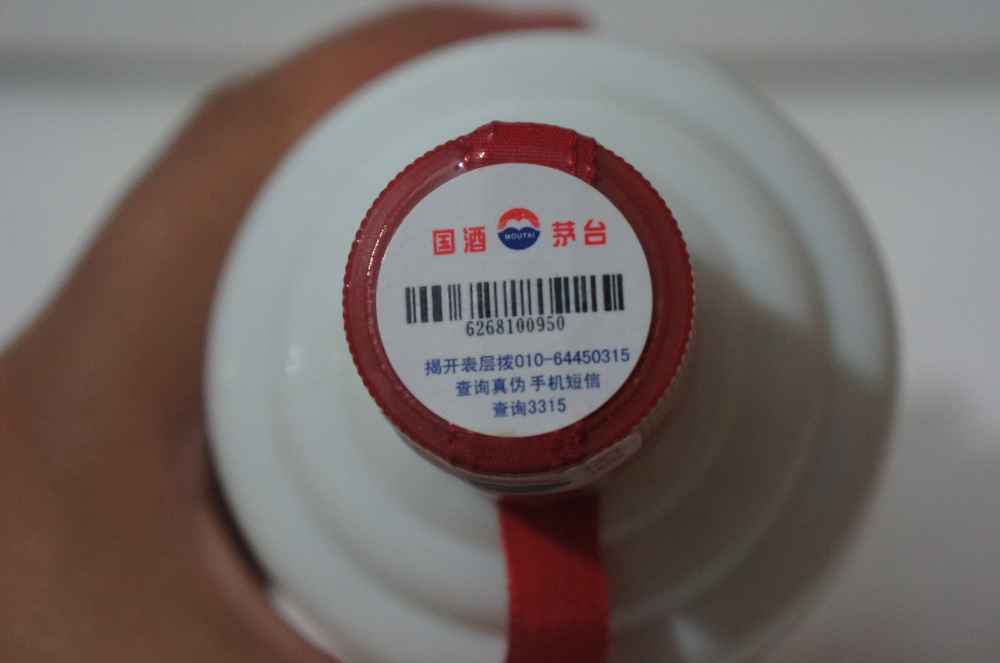 国酒 MOUTAI 茅台
6268100950
揭开表层拨010-64450315
查询真伪 手机短信
查询3315